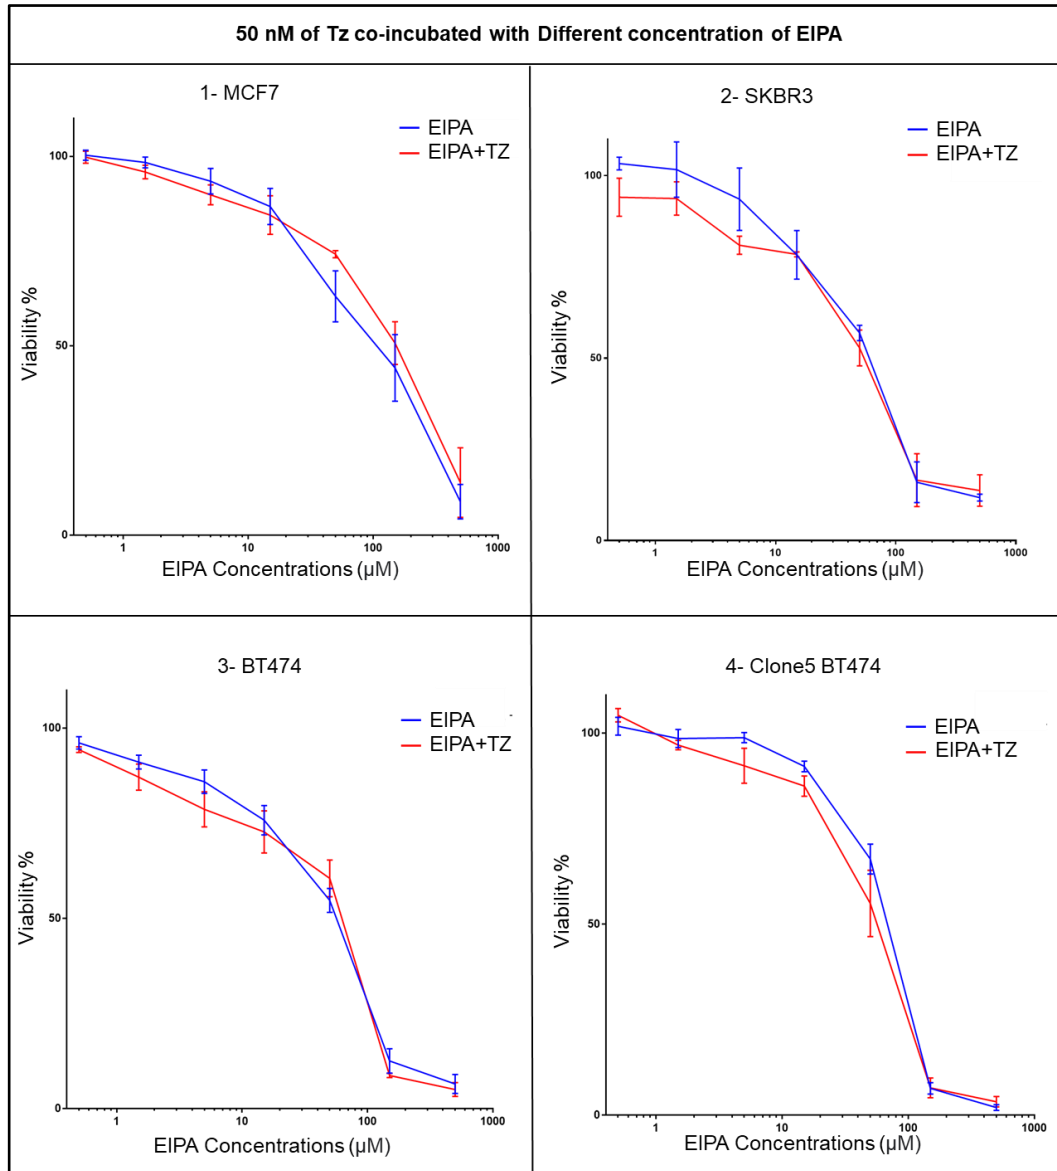 50 nM of Tz co-incubated with Different concentration of EIPA
1- MCF7
EIPA
EIPA+TZ
100
50
0
Viability %
1
10
100
1000
EIPA Concentrations (µM)
2- SKBR3
EIPA
EIPA+TZ
100
50
0
Viability %
1
10
100
1000
EIPA Concentrations (µM)
3- BT474
EIPA
EIPA+TZ
100
50
0
Viability %
1
10
100
1000
EIPA Concentrations (µM)
4- Clone5 BT474
EIPA
EIPA+TZ
100
50
0
Viability %
1
10
100
1000
EIPA Concentrations (µM)